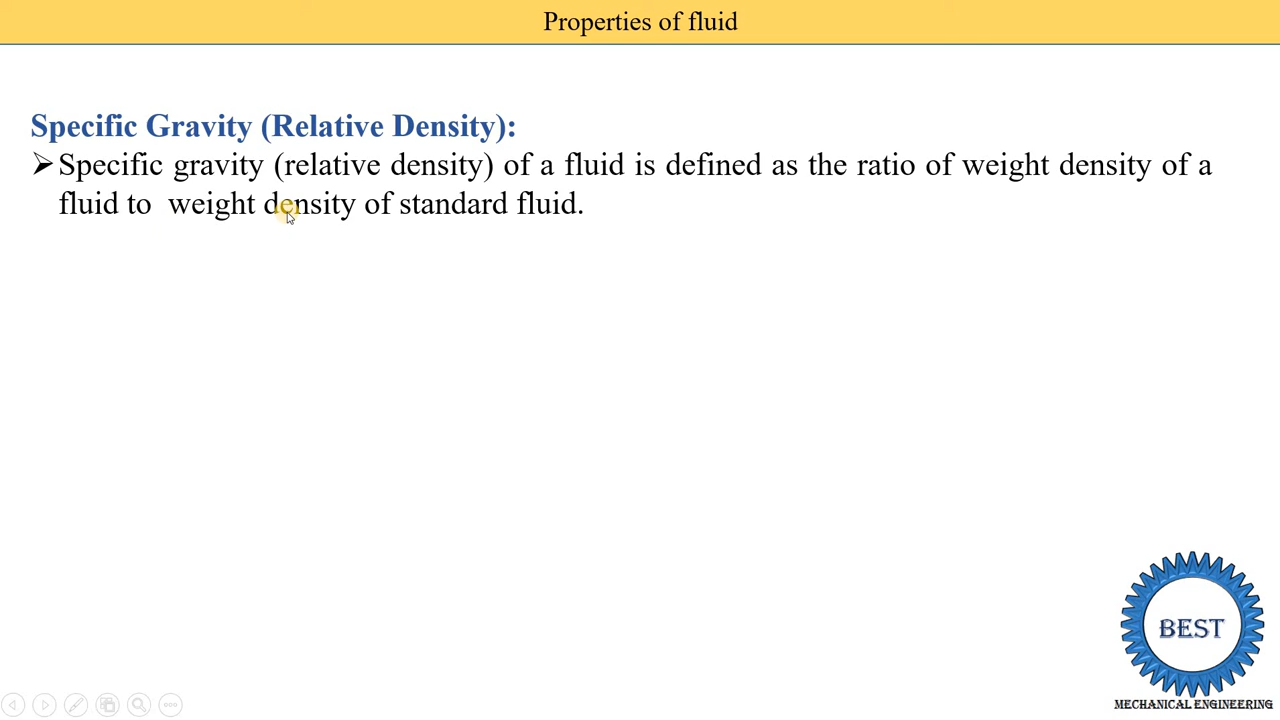 Properties of fluid
Specific Gravity (Relative Density):
➢ Specific gravity (relative density) of a fluid is defined as the ratio of weight density of a
fluid to weight density of standard fluid.
BEST
MECHANICAL ENGINEERING